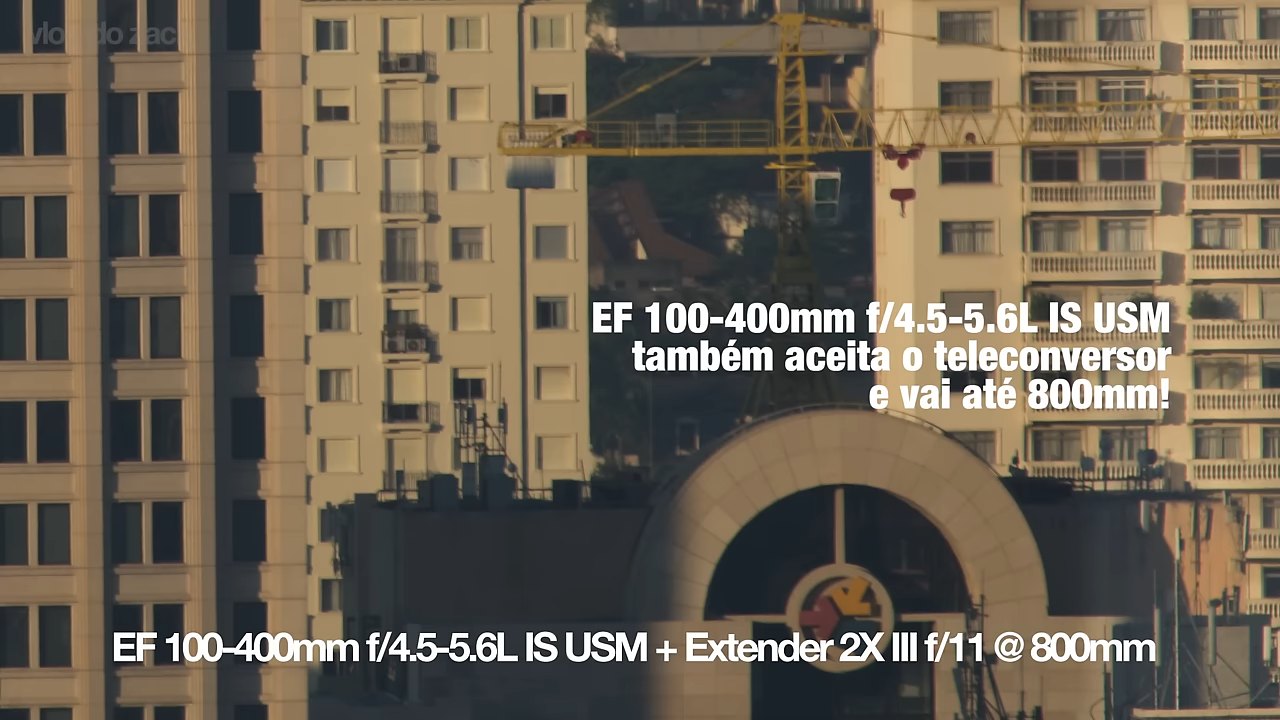 vlog do zack
EF 100-400mm f/4.5-5.6L IS USM
também aceita o teleconversor
e vai até 800mm!
EF 100-400mm f/4.5-5.6L IS USM + Extender 2X III f/11 @ 800mm